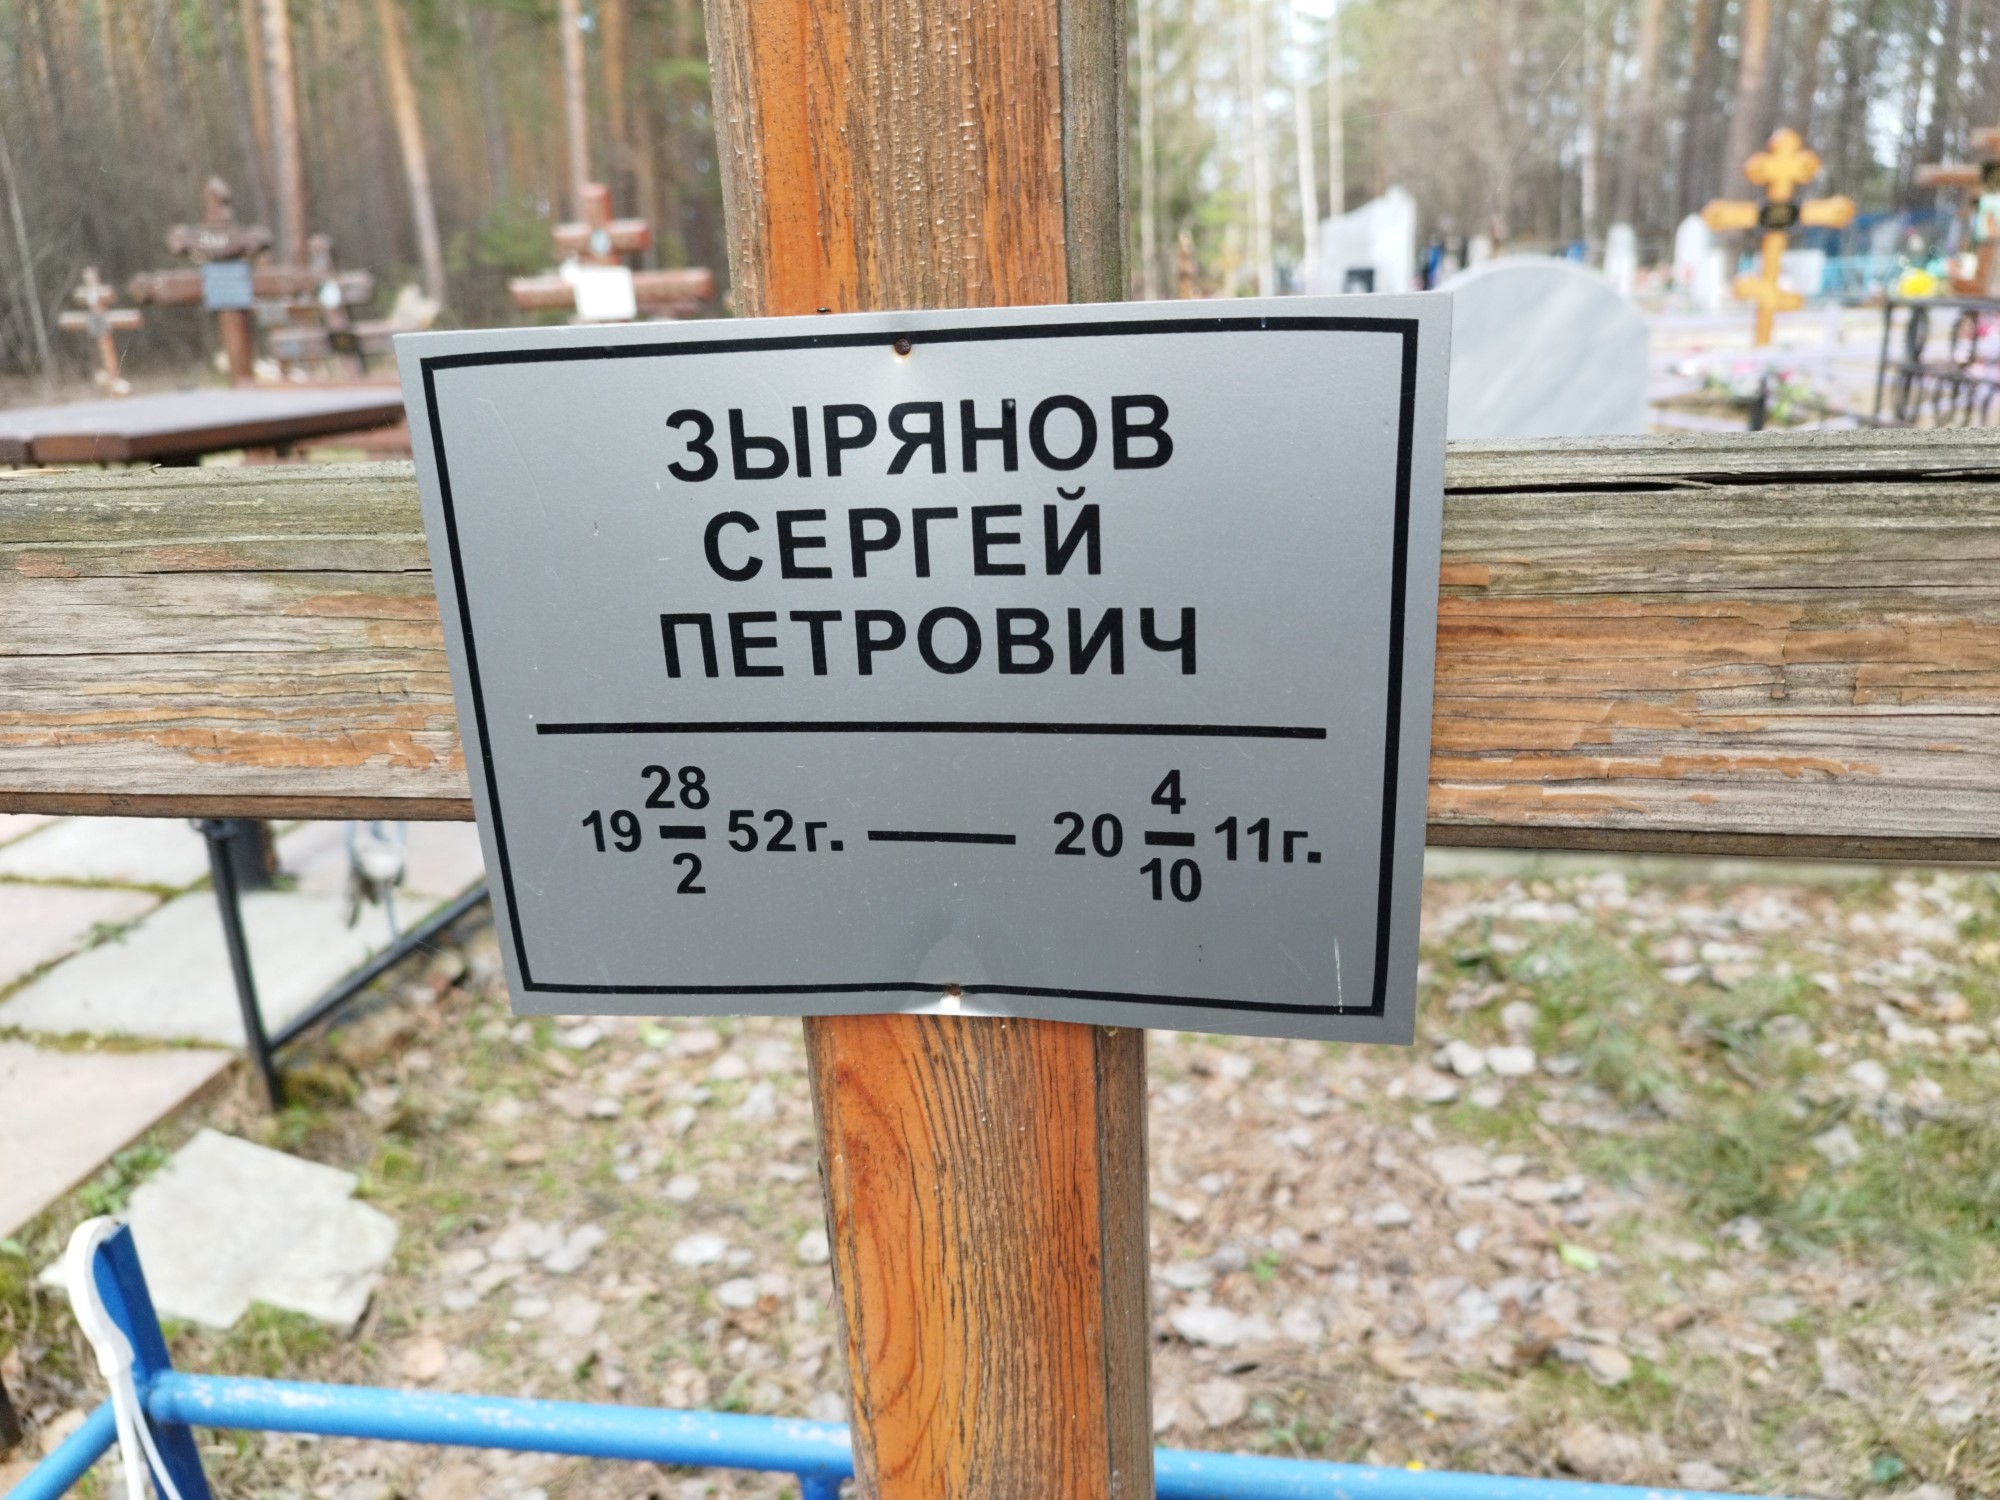 ЗЫРЯНОВ
СЕРГЕЙ
ПЕТРОВИЧ
19 28/2 52г. — 20 4/10 11г.